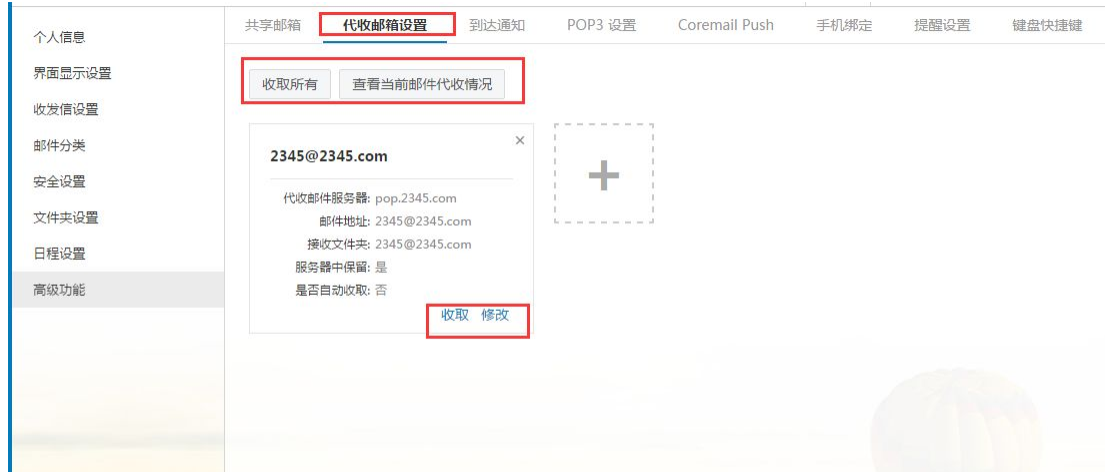 个人信息
界面显示设置
收发信设置
邮件分类
安全设置
文件夹设置
日程设置
高级功能
共享邮箱 代收邮箱设置 到达通知 POP3 设置 Coremail Push 手机绑定 提醒设置 键盘快捷键
收取所有 查看当前邮件代收情况
2345@2345.com
代收邮件服务器: pop.2345.com
邮件地址: 2345@2345.com
接收文件夹: 2345@2345.com
服务器中保留: 是
是否自动收取: 否
收取 修改